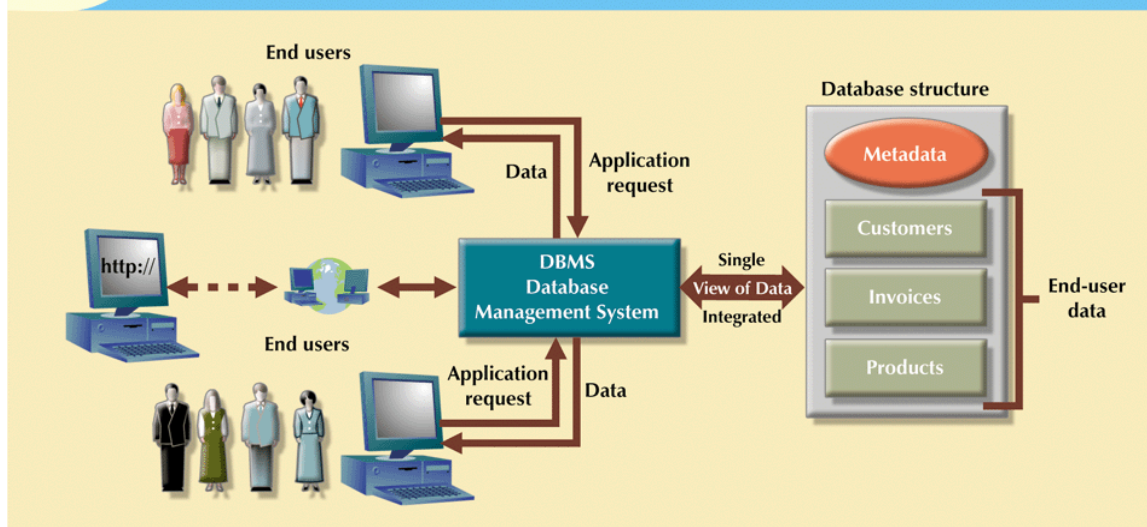 End users
Data
Application
request
http://
DBMS
Database
Management System
Single
View of Data
Integrated
Database structure
Metadata
Customers
Invoices
Products
End-user
data
End users
Application
request
Data